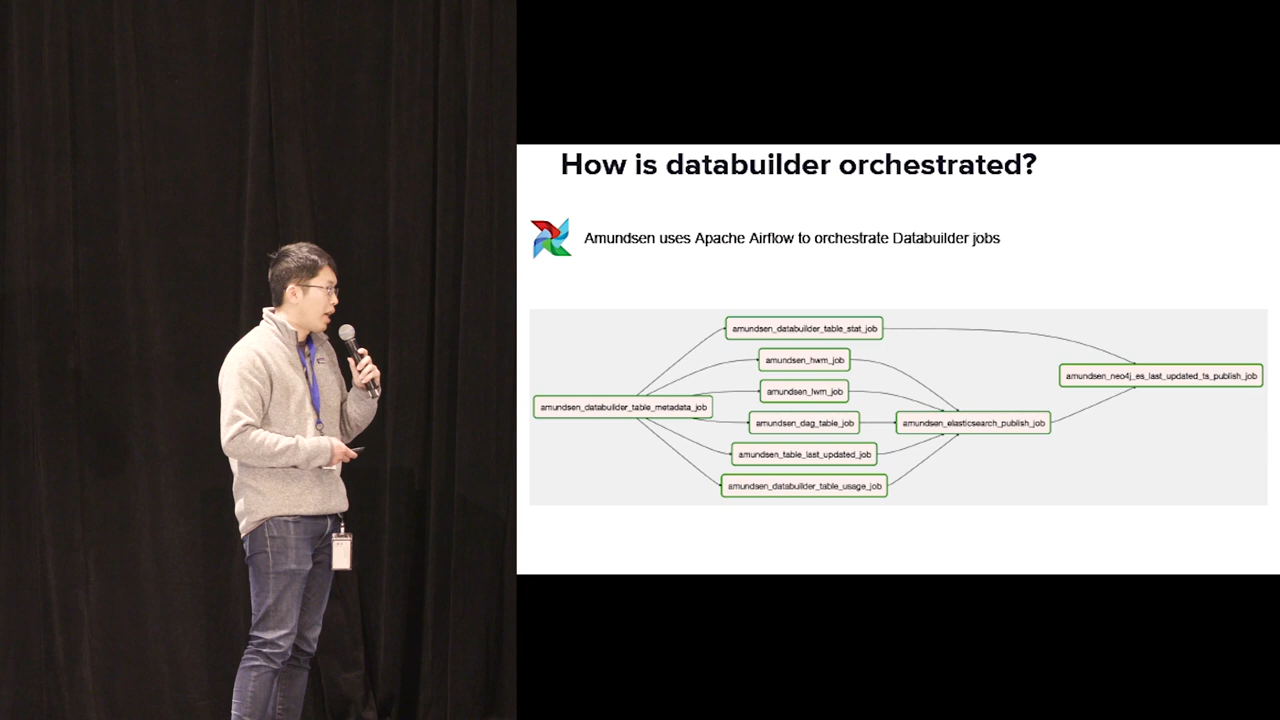 How is databuilder orchestrated?
Amundsen uses Apache Airflow to orchestrate Databuilder jobs
amundsen_databuilder_table_stat_job
amundsen_hwm_job
amundsen_neo4j_es_last_updated_ts_publish_job
amundsen_lwm_job
amundsen_databuilder_table_metadata_job
amundsen_dag_table_job
amundsen_elasticsearch_publish_job
amundsen_table_last_updated_job
amundsen_databuilder_table_usage_job